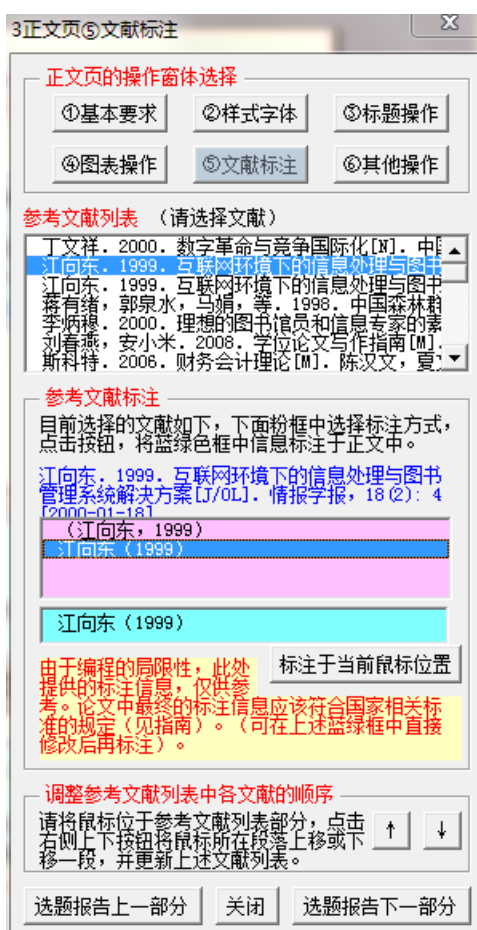 3正文页⑤文献标注
正文页的操作窗体选择
①基本要求 ②样式字体 ③标题操作
④图表操作 ⑤文献标注 ⑥其他操作
参考文献列表 (请选择文献)
丁文祥. 2000. 数字革命与竞争国际化[N]. 中
江向东. 1999. 互联网环境下的信息处理与图书
江向东. 1999. 互联网环境下的信息处理与图书
蒋有绪，郭泉水，马娟，等. 1998. 中国森林群
李炳穆. 2000. 理想的图书馆员和信息专家的素
刘春燕，安小米. 2008. 学位论文写作指南[M].
斯科特. 2006. 财务会计理论[M]. 陈汉文，夏
参考文献标注
目前选择的文献如下，下面粉框中选择标注方式，
点击按钮，将蓝绿色框中信息标注于正文中。
江向东. 1999. 互联网环境下的信息处理与图书
管理系统解决方案[J/OL]. 情报学报，18(2): 4
[2000-01-18]
（江向东，1999）
江向东（1999）
江向东（1999）
标注于当前鼠标位置
由于编程的局限性，此处
提供的标注信息，仅供参
考。论文中最终的标注信息应该符合国家相关标
准的规定（见指南）。（可在上述蓝绿框中直接
修改后再标注）。
调整参考文献列表中各文献的顺序
请将鼠标位于参考文献列表部分，点击
右侧上下按钮将鼠标所在段落上移或下
移一段，并更新上述文献列表。
↑ ↓
选题报告上一部分 关闭 选题报告下一部分